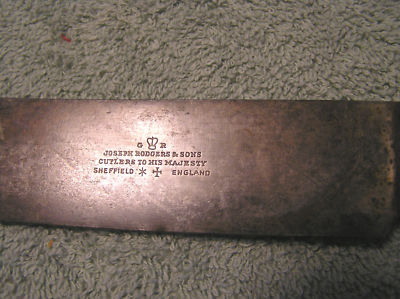 G R
JOSEPH RODGERS & SONS
CUTLERS TO HIS MAJESTY
SHEFFIELD ENGLAND